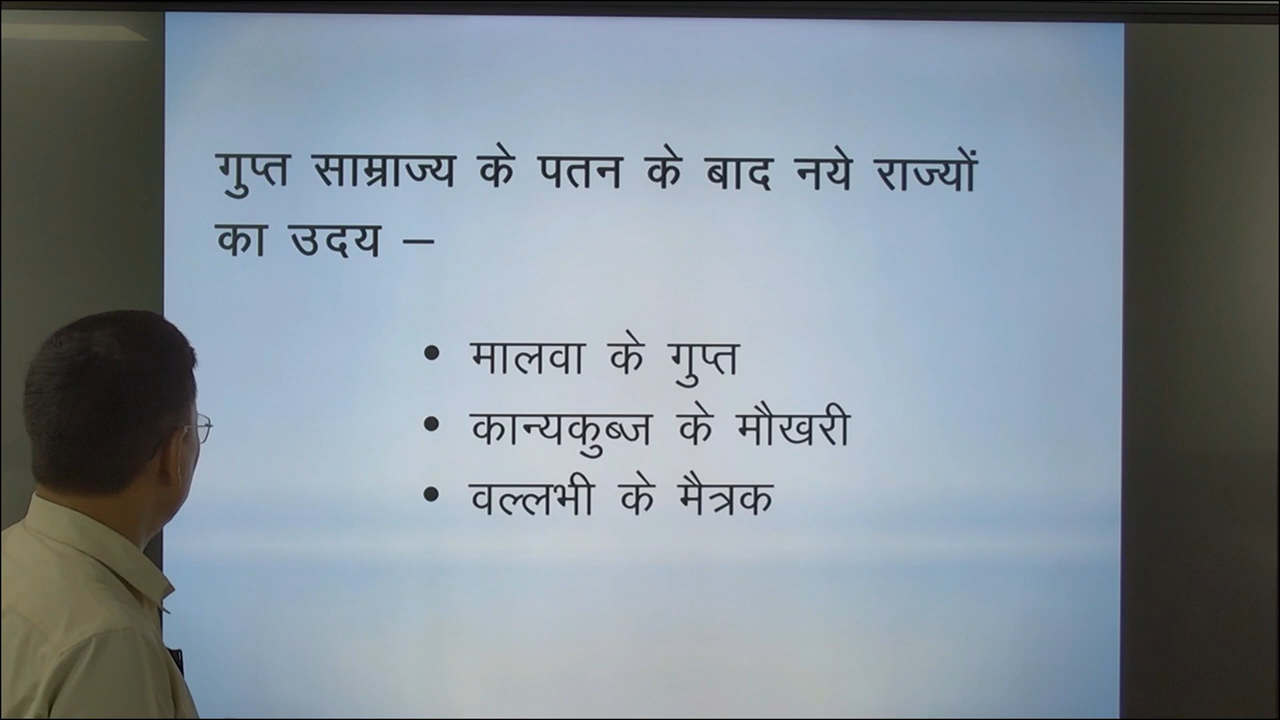 गुप्त साम्राज्य के पतन के बाद नये राज्यों
का उदय –
• मालवा के गुप्त
• कान्यकुब्ज के मौखरी
• वल्लभी के मैत्रक